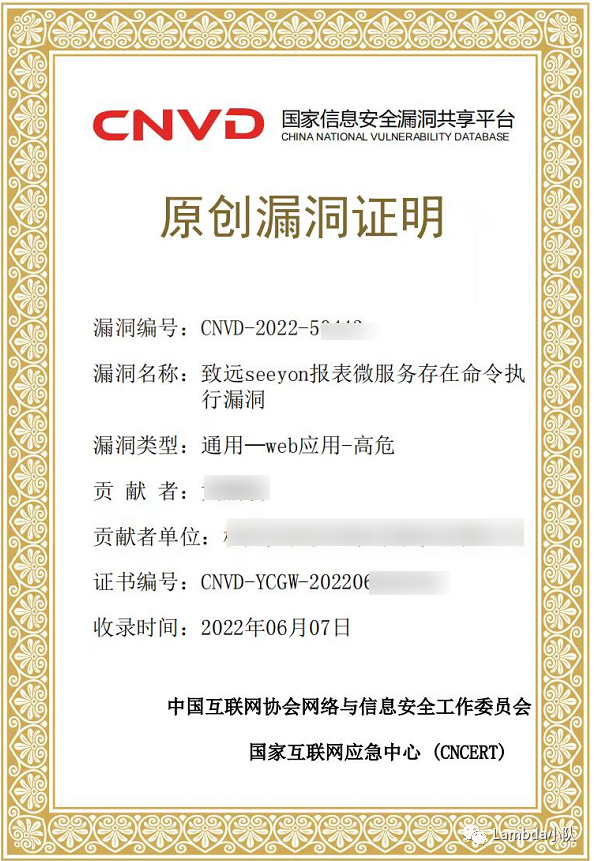 CNVD 国家信息安全漏洞共享平台
CHINA NATIONAL VULNERABILITY DATABASE
原创漏洞证明
漏洞编号：CNVD-2022-5
漏洞名称：致远seeyon报表微服务存在命令执
行漏洞
漏洞类型：通用—web应用-高危
贡 献 者：
贡献者单位：
证书编号：CNVD-YCGW-202206
收录时间：2022年06月07日
中国互联网协会网络与信息安全工作委员会
国家互联网应急中心 (CNCERT)
Lambda小队